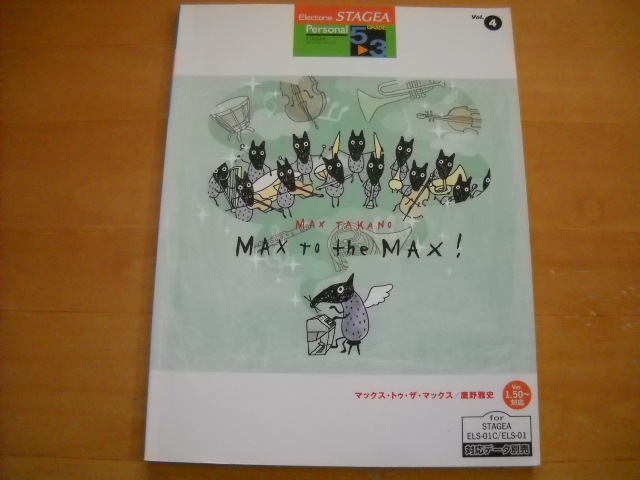 Electone STAGEA
Personal
GRADE
5▶3
Vol. 4
MAX TAKANO
MAX TO the MAX!
マックス・トゥ・ザ・マックス／鷹野雅史
Ver.
1.50～
対応
for
STAGEA
ELS-01C/ELS-01
対応データ別売